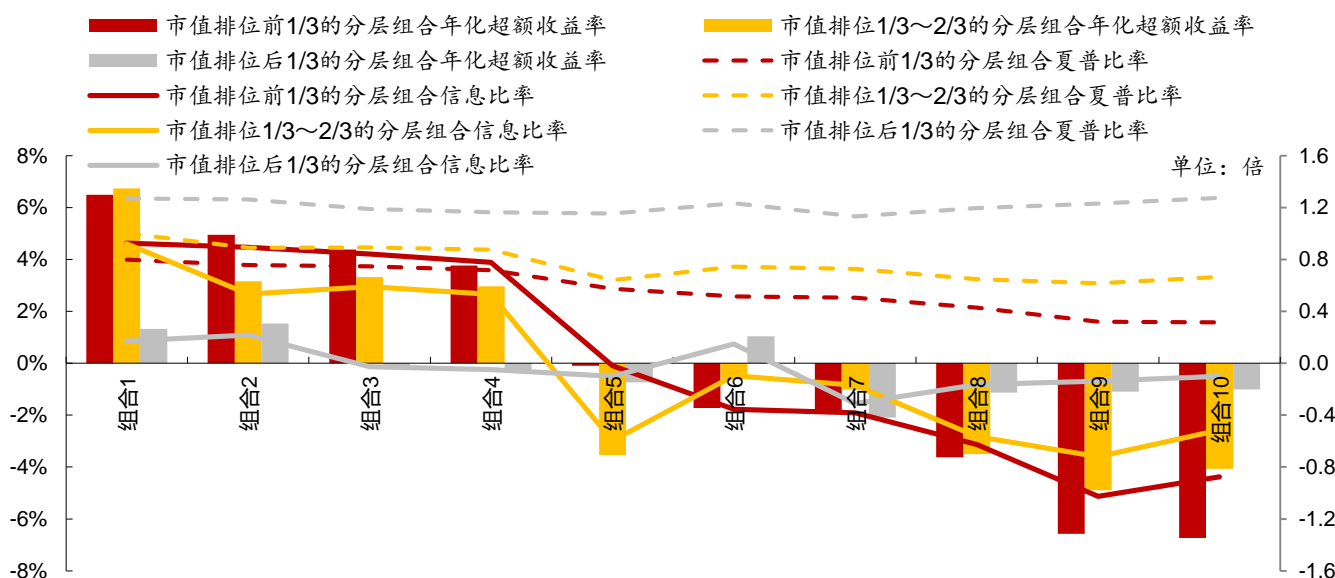 市值排位前1/3的分层组合年化超额收益率
市值排位1/3～2/3的分层组合年化超额收益率
市值排位后1/3的分层组合年化超额收益率
市值排位前1/3的分层组合夏普比率
市值排位前1/3的分层组合信息比率
市值排位1/3～2/3的分层组合夏普比率
市值排位1/3～2/3的分层组合信息比率
市值排位后1/3的分层组合夏普比率
市值排位后1/3的分层组合信息比率
单位：倍
8%
6%
4%
2%
0%
-2%
-4%
-6%
-8%
1.6
1.2
0.8
0.4
0.0
-0.4
-0.8
-1.2
-1.6
组合1
组合2
组合3
组合4
组合5
组合6
组合7
组合8
组合9
组合10